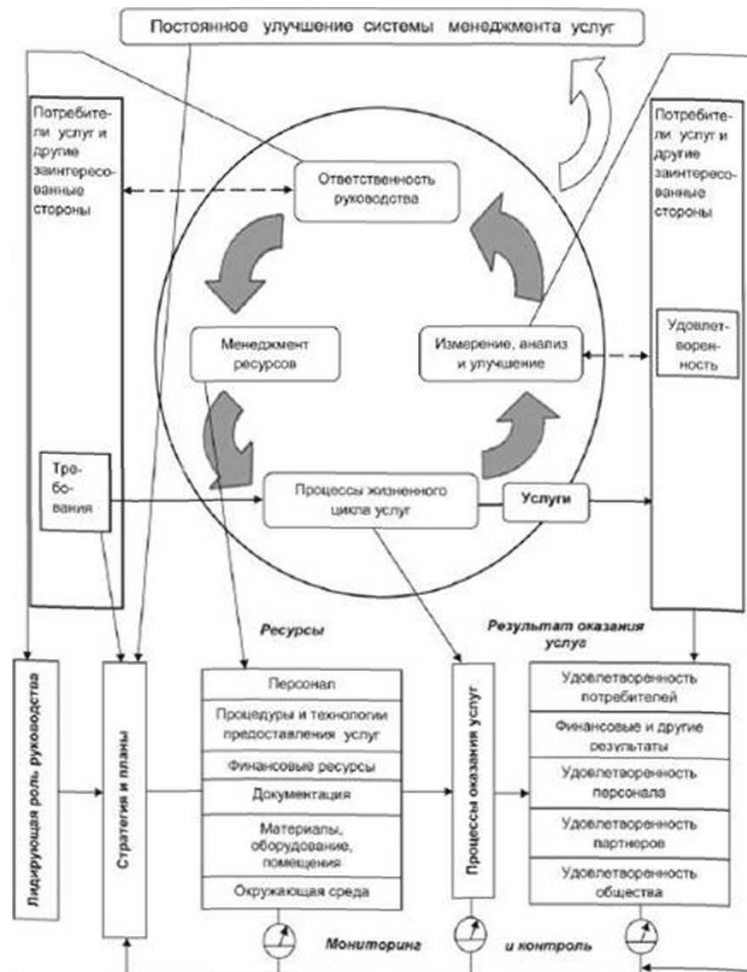 Постоянное улучшение системы менеджмента услуг
Потребите-
ли услуг и
другие
заинтересо-
ванные
стороны
Ответственность
руководства
Потребите-
ли услуг и
другие
заинтересо-
ванные
стороны
Менеджмент
ресурсов
Измерение, анализ
и улучшение
Удовлет-
ворен-
ность
Тре-
бо-
вания
Процессы жизненного
цикла услуг
Услуги
Ресурсы
Результат оказания
услуг
Лидирующая роль руководства
Стратегия и планы
Персонал
Процедуры и технологии
предоставления услуг
Финансовые ресурсы
Документация
Материалы,
оборудование,
помещения
Окружающая среда
Процессы оказания услуг
Удовлетворенность
потребителей
Финансовые и другие
результаты
Удовлетворенность
персонала
Удовлетворенность
партнеров
Удовлетворенность
общества
Мониторинг и контроль